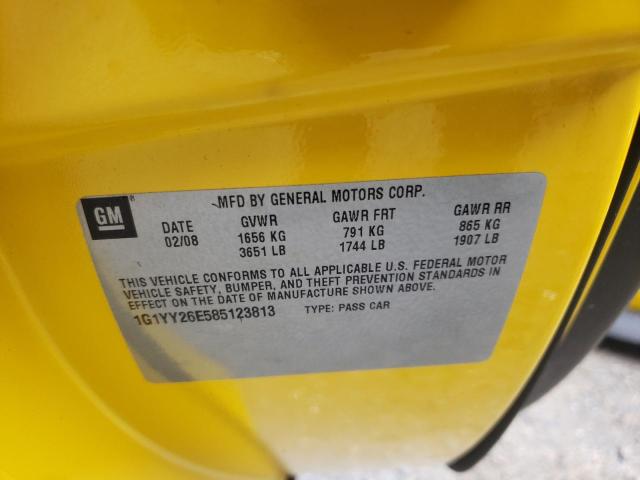 GM®
MFD BY GENERAL MOTORS CORP.
DATE GVWR GAWR FRT GAWR RR
02/08 1656 KG 791 KG 865 KG
3651 LB 1744 LB 1907 LB
THIS VEHICLE CONFORMS TO ALL APPLICABLE U.S. FEDERAL MOTOR
VEHICLE SAFETY, BUMPER, AND THEFT PREVENTION STANDARDS IN
EFFECT ON THE DATE OF MANUFACTURE SHOWN ABOVE.
1G1YY26E585123813 TYPE: PASS CAR